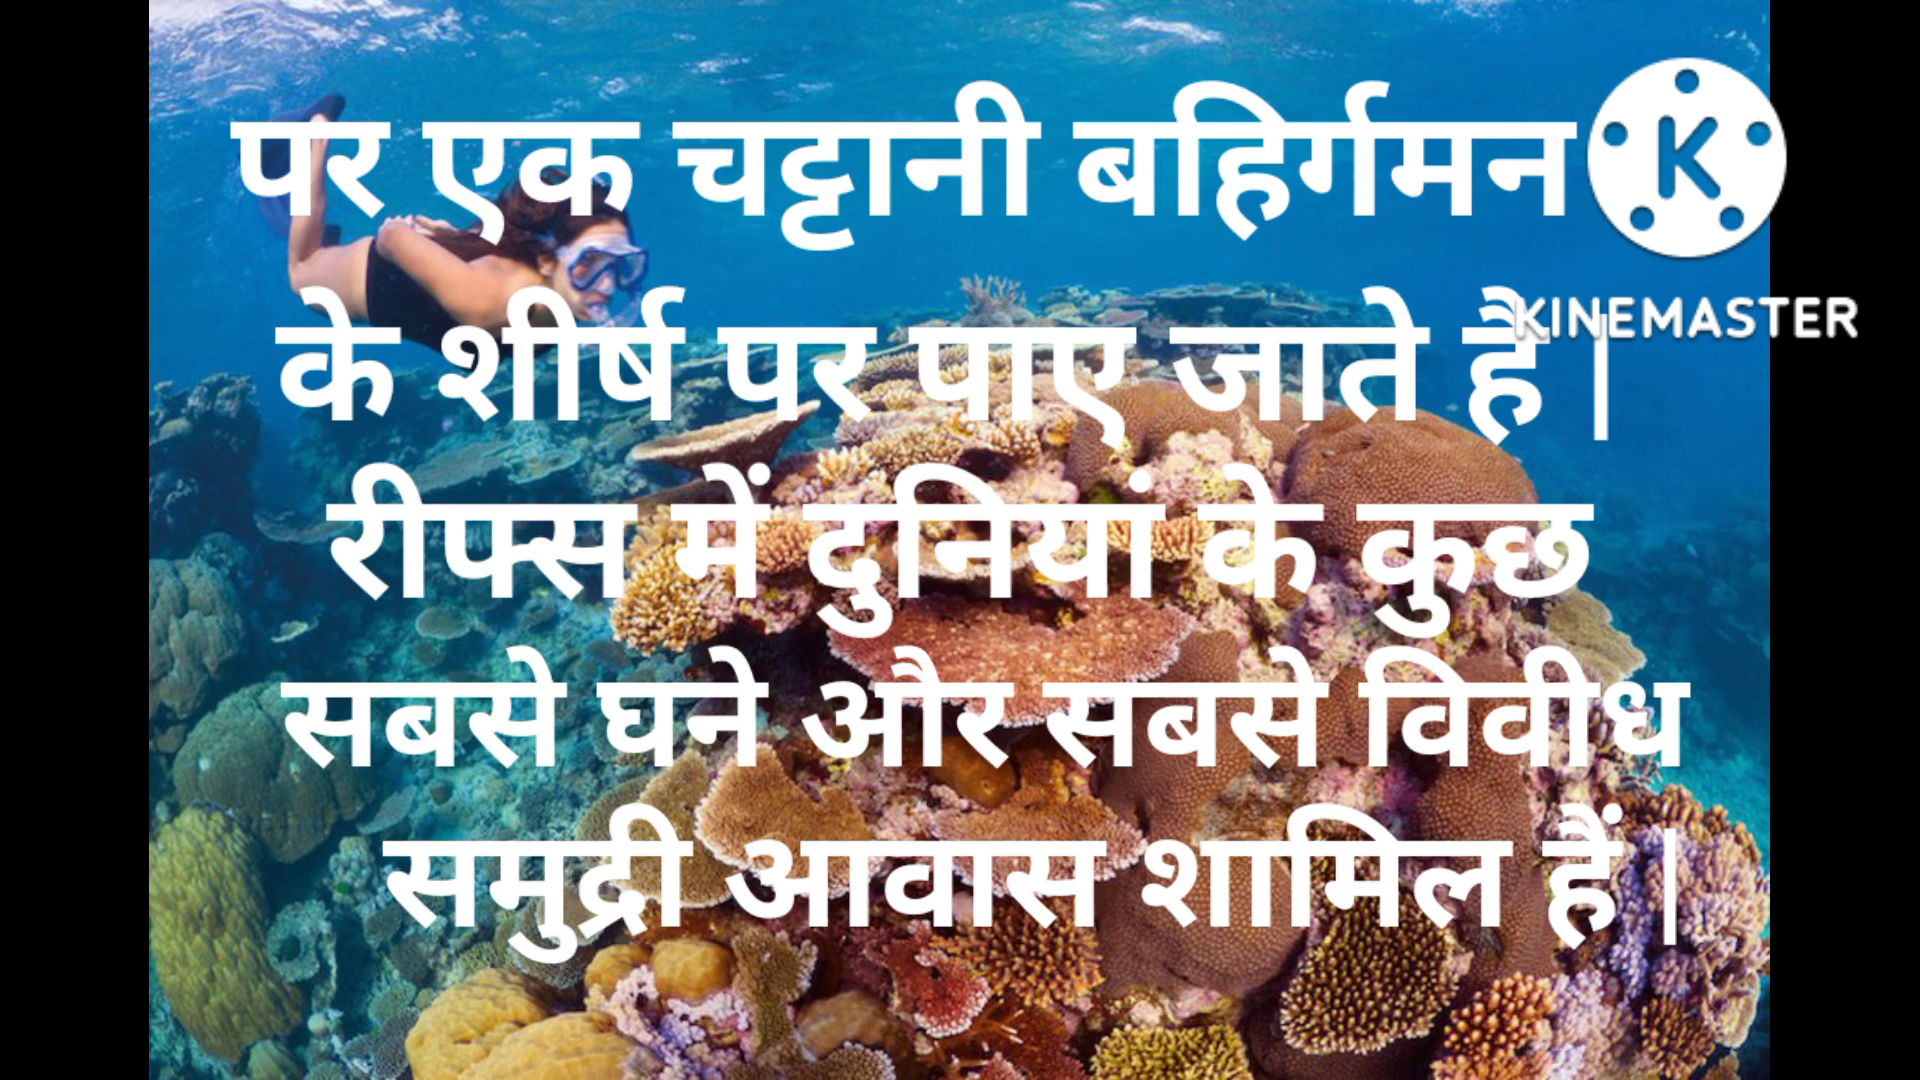 पर एक चट्टानी बहिर्गमन
के शीर्ष पर पाए जाते है |
रीफ्स में दुनियां के कुछ
सबसे घने और सबसे विवीध
समुद्री आवास शामिल हैं |
K
KINEMASTER